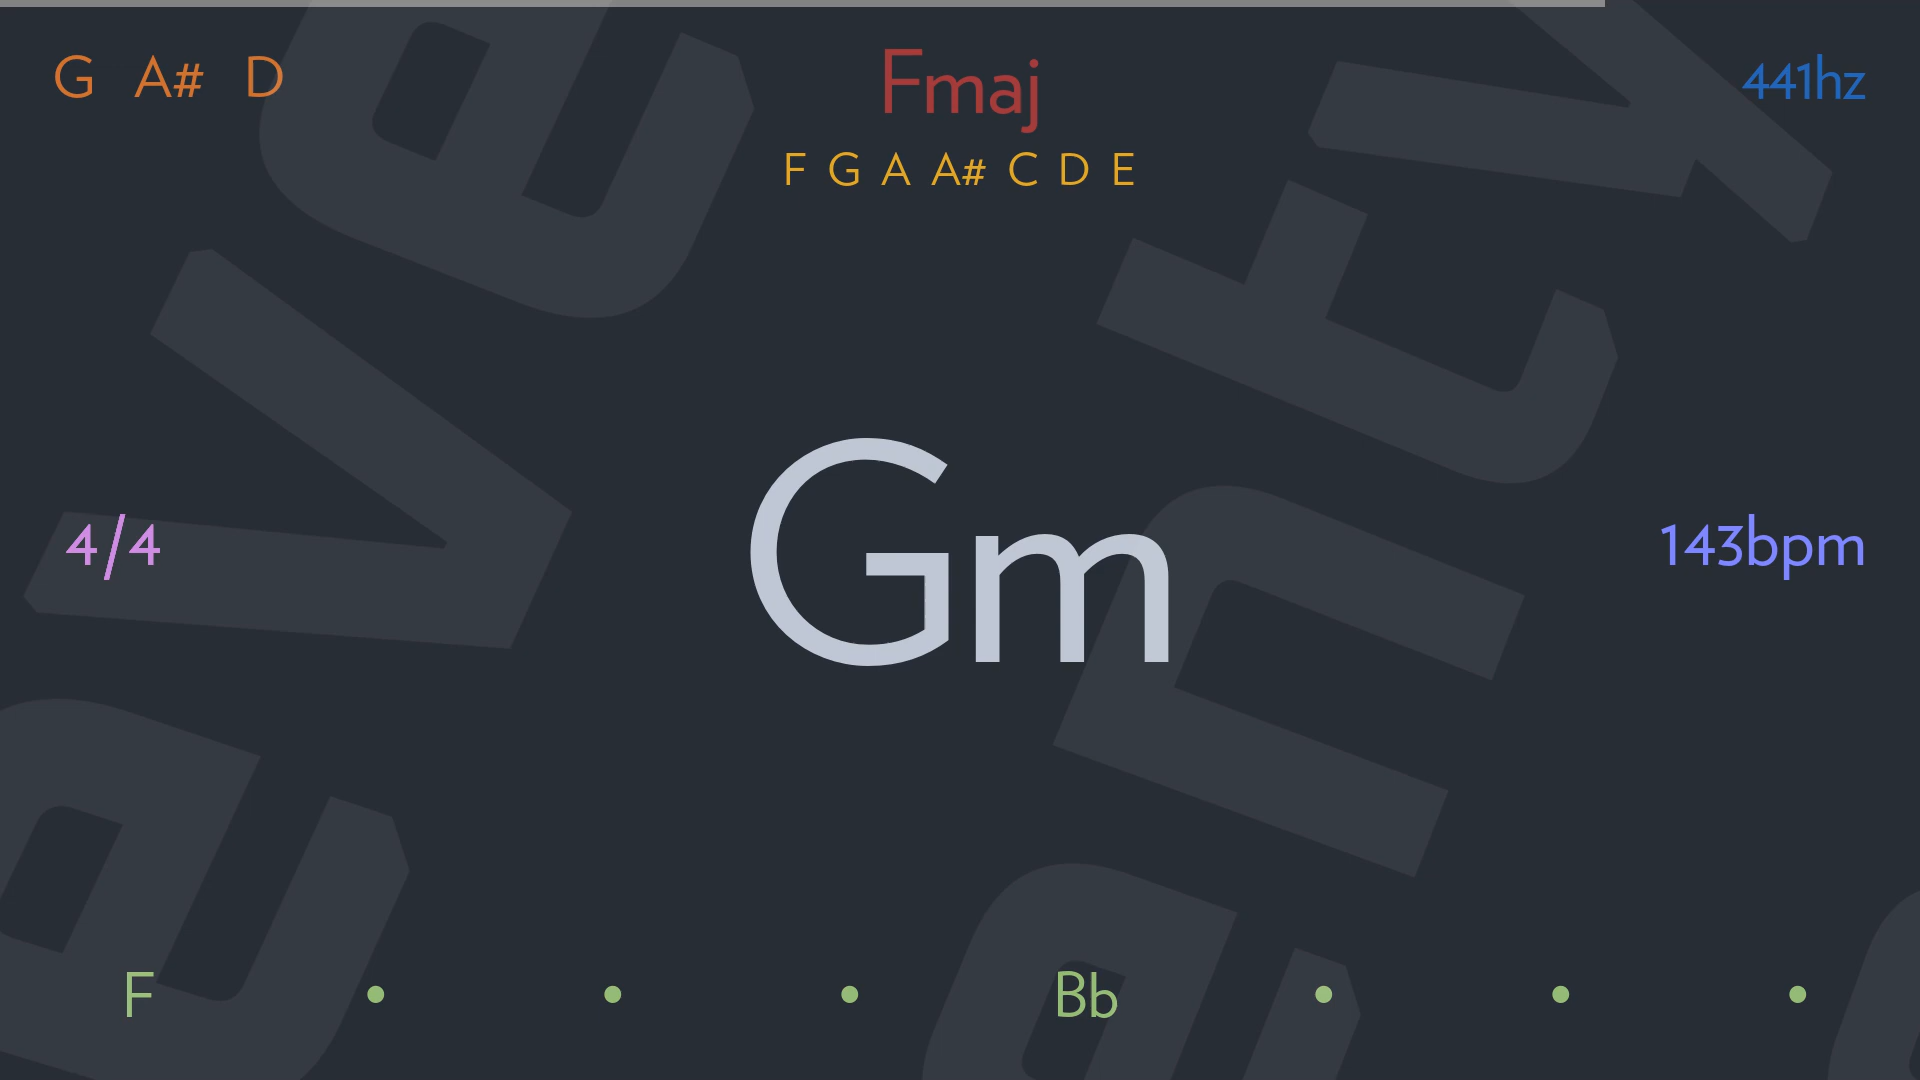 G A# D
Fmaj
441hz
F G A A# C D E
Gm
4/4
143bpm
F • • • Bb • • •